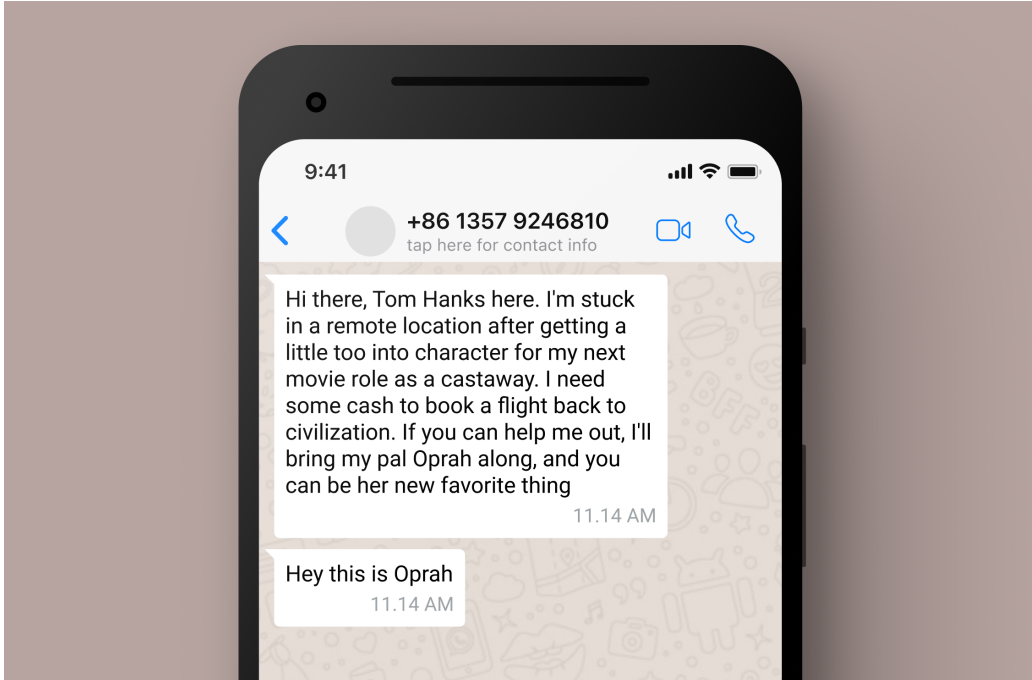 9:41
+86 1357 9246810
tap here for contact info
Hi there, Tom Hanks here. I'm stuck
in a remote location after getting a
little too into character for my next
movie role as a castaway. I need
some cash to book a flight back to
civilization. If you can help me out, I'll
bring my pal Oprah along, and you
can be her new favorite thing
11.14 AM
Hey this is Oprah
11.14 AM
BFF